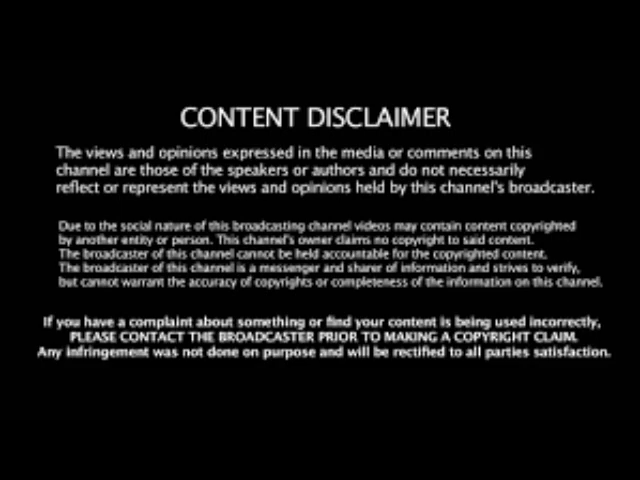 CONTENT DISCLAIMER
The views and opinions expressed in the media or comments on this
channel are those of the speakers or authors and do not necessarily
reflect or represent the views and opinions held by this channel's broadcaster.
Due to the social nature of this broadcasting channel videos may contain content copyrighted
by another entity or person. This channel's owner claims no copyright to said content.
The broadcaster of this channel cannot be held accountable for the copyrighted content.
The broadcaster of this channel is a messenger and sharer of information and strives to verify,
but cannot warrant the accuracy of copyrights or completeness of the information on this channel.
If you have a complaint about something or find your content is being used incorrectly,
PLEASE CONTACT THE BROADCASTER PRIOR TO MAKING A COPYRIGHT CLAIM.
Any infringement was not done on purpose and will be rectified to all parties satisfaction.